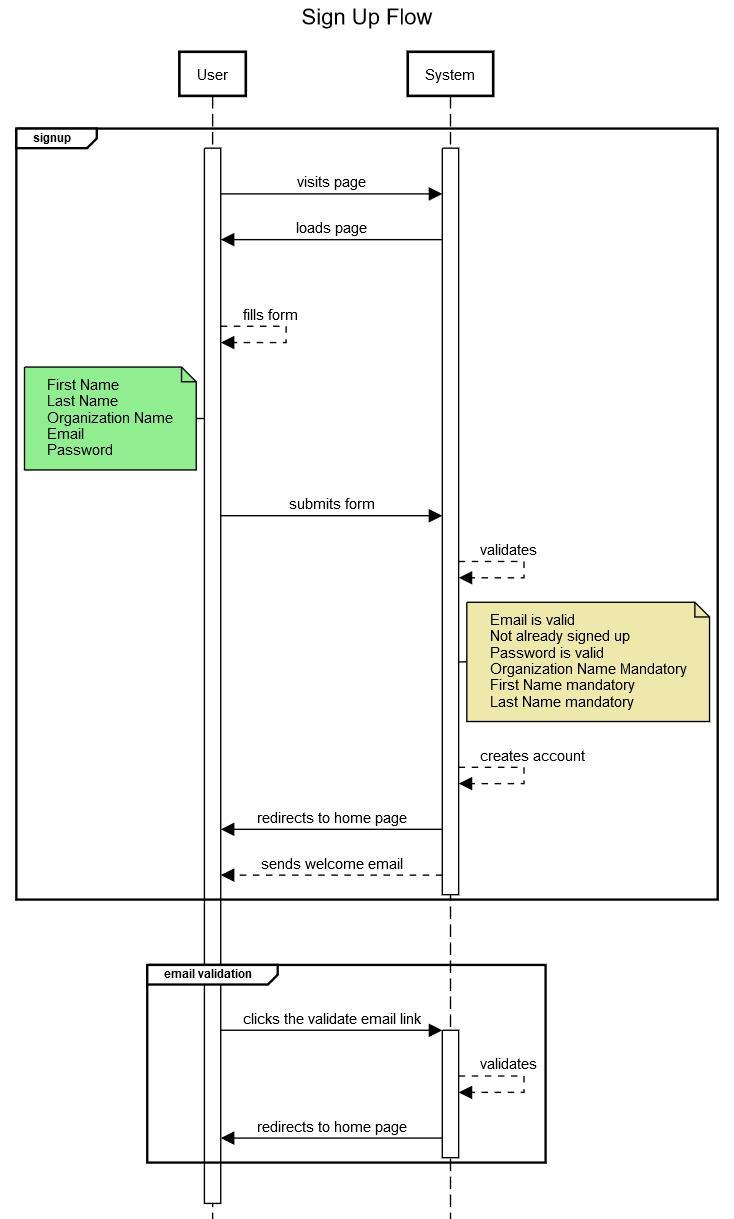 Sign Up Flow
User
System
signup
visits page
loads page
fills form
First Name
Last Name
Organization Name
Email
Password
submits form
validates
Email is valid
Not already signed up
Password is valid
Organization Name Mandatory
First Name mandatory
Last Name mandatory
creates account
redirects to home page
sends welcome email
email validation
clicks the validate email link
validates
redirects to home page